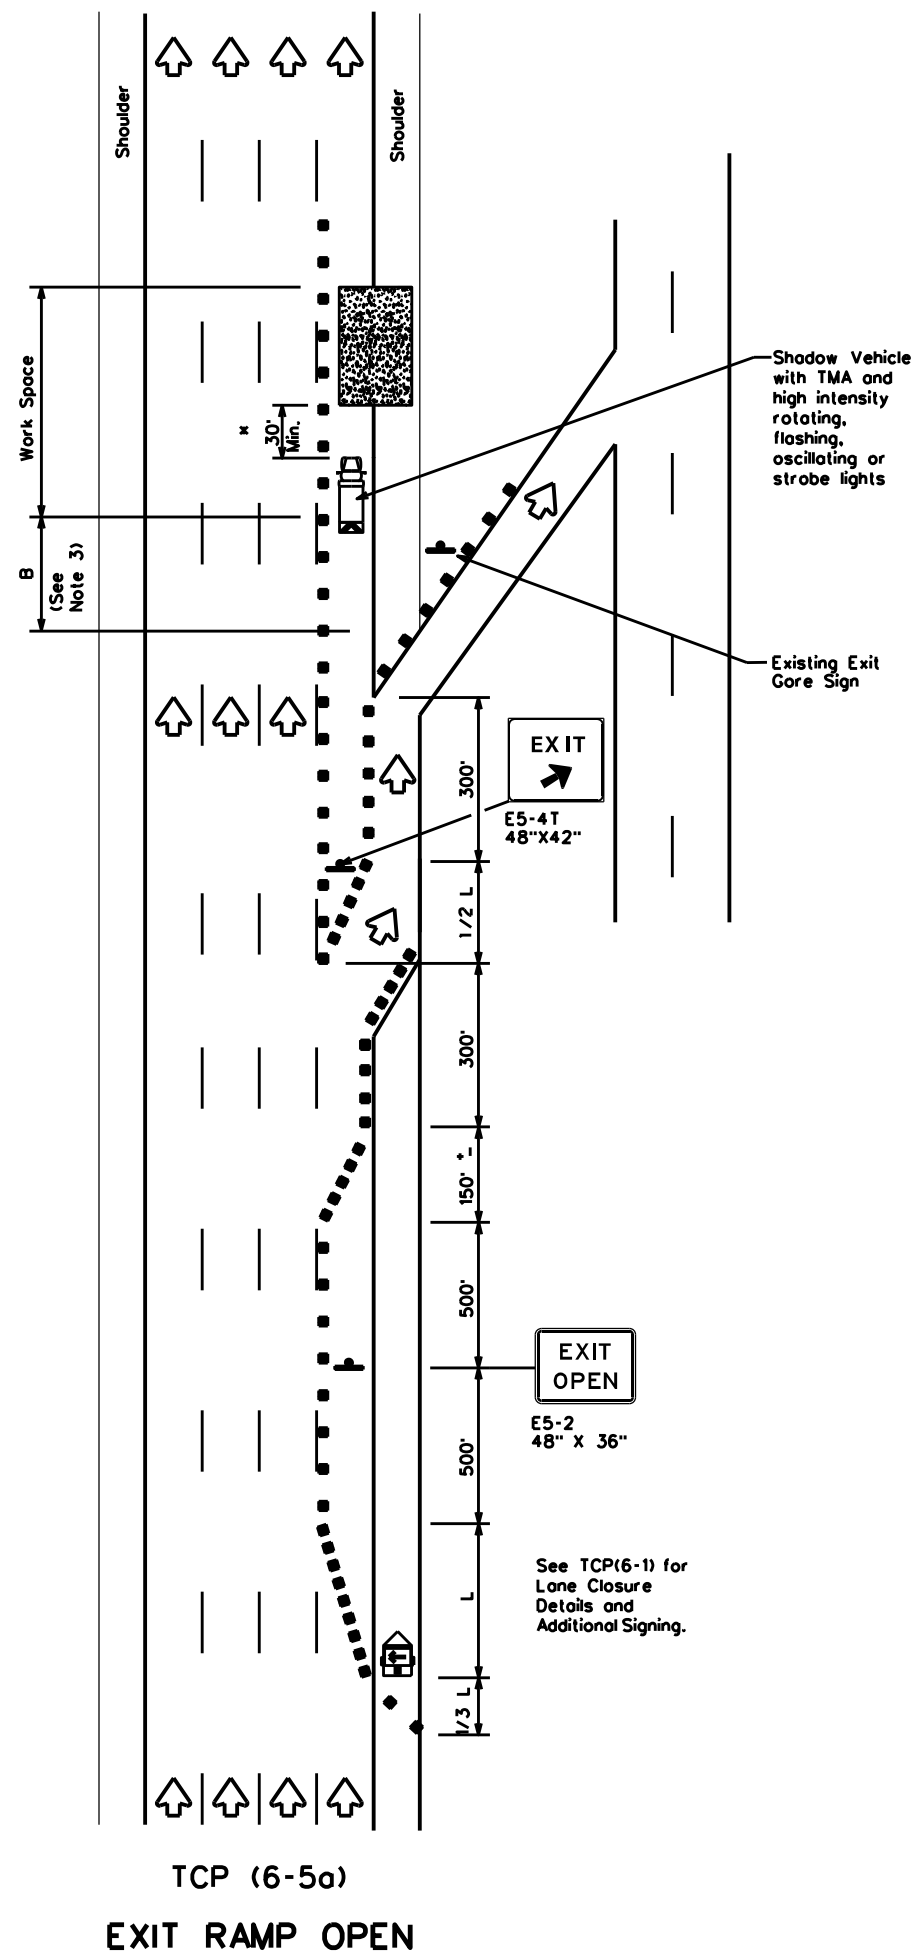 Shoulder
Shoulder
Work Space
x
30'
Min.
Shadow Vehicle
with TMA and
high intensity
rotating,
flashing,
oscillating or
strobe lights
B
(See
Note 3)
Existing Exit
Gore Sign
300'
EXIT
E5-4T
48"X42"
1/2 L
300'
150' +-
500'
EXIT
OPEN
E5-2
48" X 36"
500'
L
See TCP(6-1) for
Lane Closure
Details and
Additional Signing.
1/3 L
TCP (6-5a)
EXIT RAMP OPEN